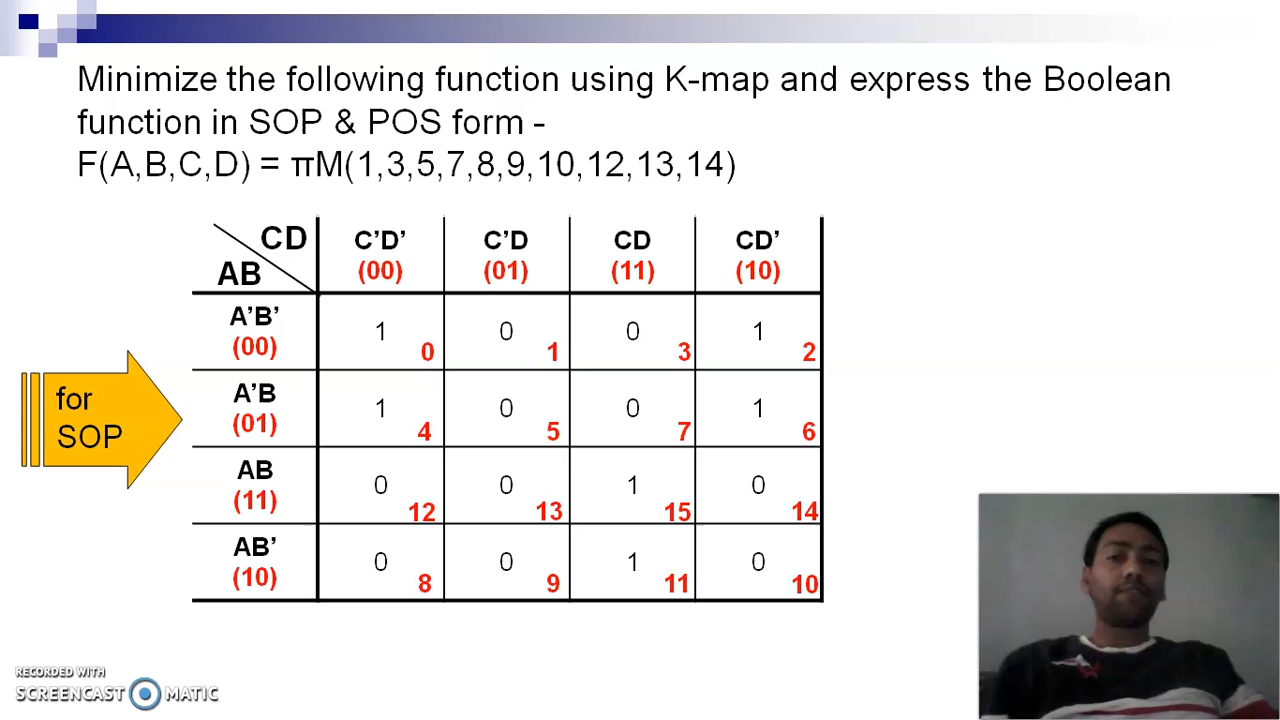 Minimize the following function using K-map and express the Boolean
function in SOP & POS form -
F(A,B,C,D) = πM(1,3,5,7,8,9,10,12,13,14)
CD
AB
C’D’ C’D CD CD’
(00) (01) (11) (10)
A’B’
(00)
1 0 0 1
0 1 3 2
for
SOP
A’B
(01)
1 0 0 1
4 5 7 6
AB
(11)
0 0 1 0
12 13 15 14
AB’
(10)
0 0 1 0
8 9 11 10
RECORDED WITH
SCREENCAST MATIC